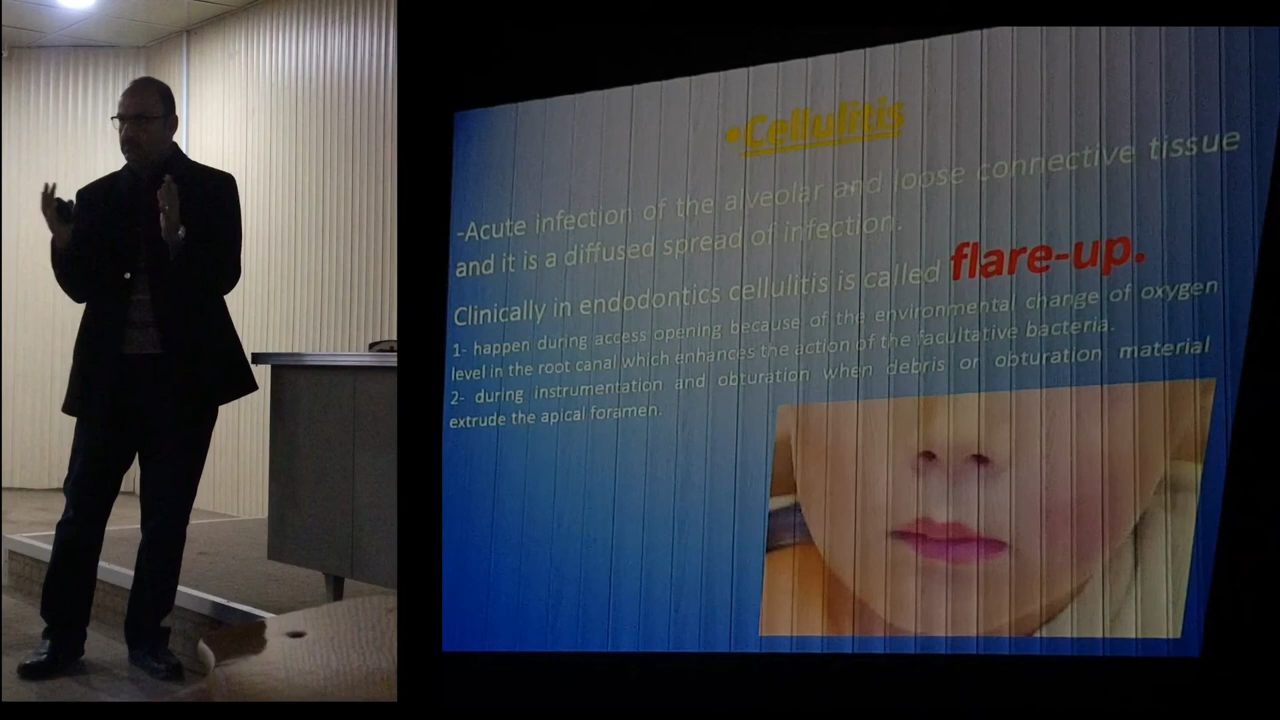 •Cellulitis
-Acute infection of the alveolar and loose connective tissue
and it is a diffused spread of infection.
Clinically in endodontics cellulitis is called flare-up.
1- happen during access opening because of the environmental change of oxygen
level in the root canal which enhances the action of the facultative bacteria.
2- during instrumentation and obturation when debris or obturation material
extrude the apical foramen.